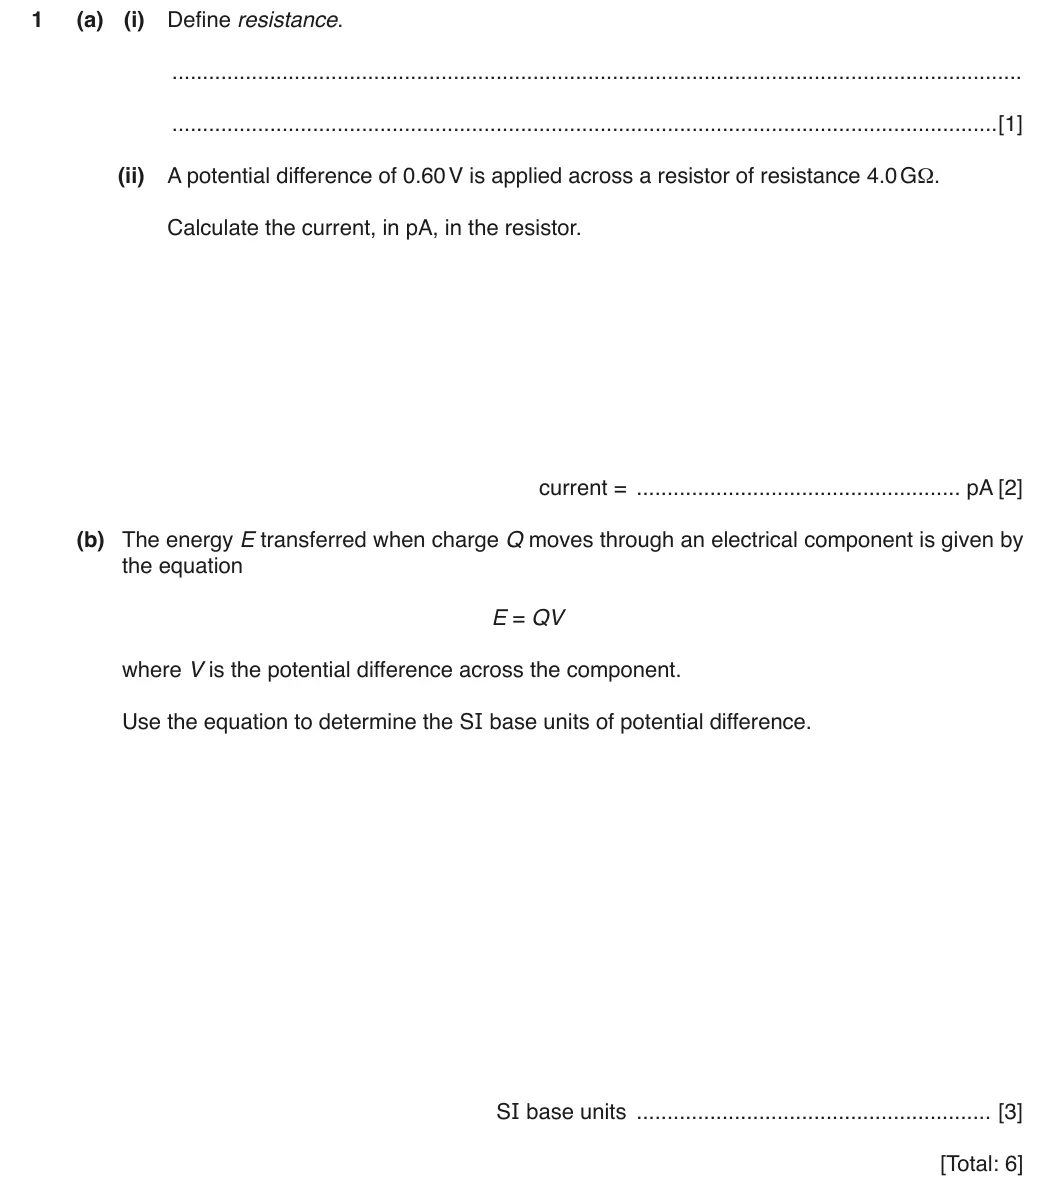 1 (a) (i) Define resistance.
..........................................................................................................................................
.......................................................................................................................................[1]
(ii) A potential difference of 0.60 V is applied across a resistor of resistance 4.0 GΩ.
Calculate the current, in pA, in the resistor.
current = ..................................................... pA [2]
(b) The energy E transferred when charge Q moves through an electrical component is given by
the equation
E = QV
where V is the potential difference across the component.
Use the equation to determine the SI base units of potential difference.
SI base units .......................................................... [3]
[Total: 6]